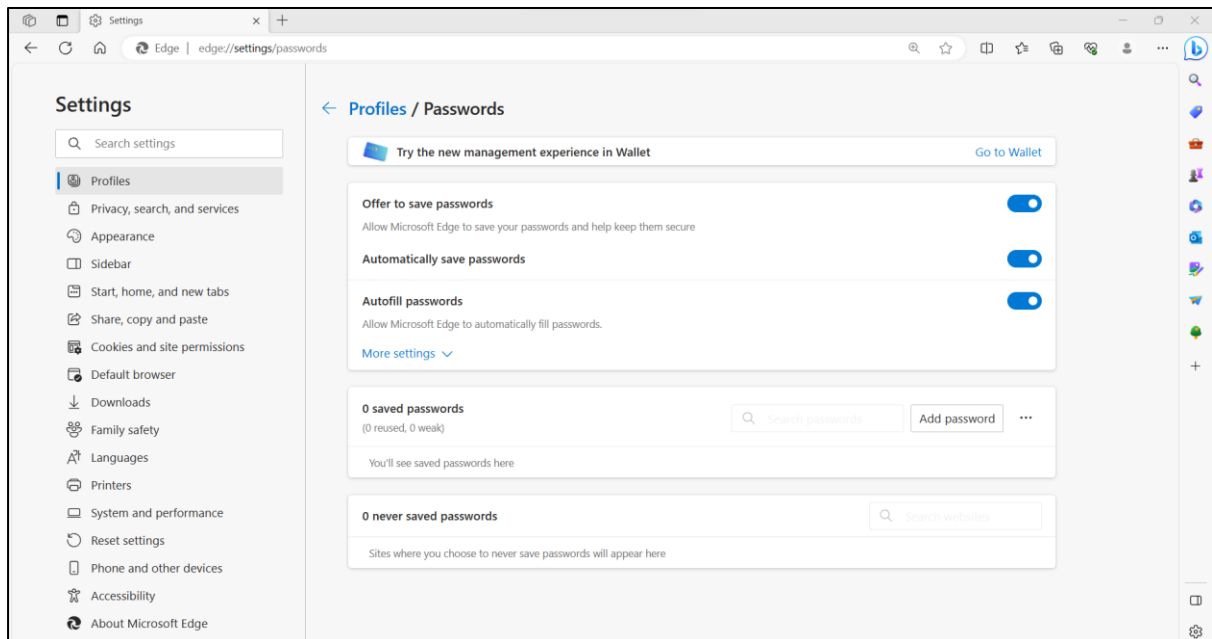 Settings
Edge | edge://settings/passwords
Settings
Search settings
Profiles
Privacy, search, and services
Appearance
Sidebar
Start, home, and new tabs
Share, copy and paste
Cookies and site permissions
Default browser
Downloads
Family safety
Languages
Printers
System and performance
Reset settings
Phone and other devices
Accessibility
About Microsoft Edge
Profiles / Passwords
Try the new management experience in Wallet
Go to Wallet
Offer to save passwords
Allow Microsoft Edge to save your passwords and help keep them secure
Automatically save passwords
Autofill passwords
Allow Microsoft Edge to automatically fill passwords.
More settings
0 saved passwords
(0 reused, 0 weak)
Search passwords
Add password
You'll see saved passwords here
0 never saved passwords
Search websites
Sites where you choose to never save passwords will appear here